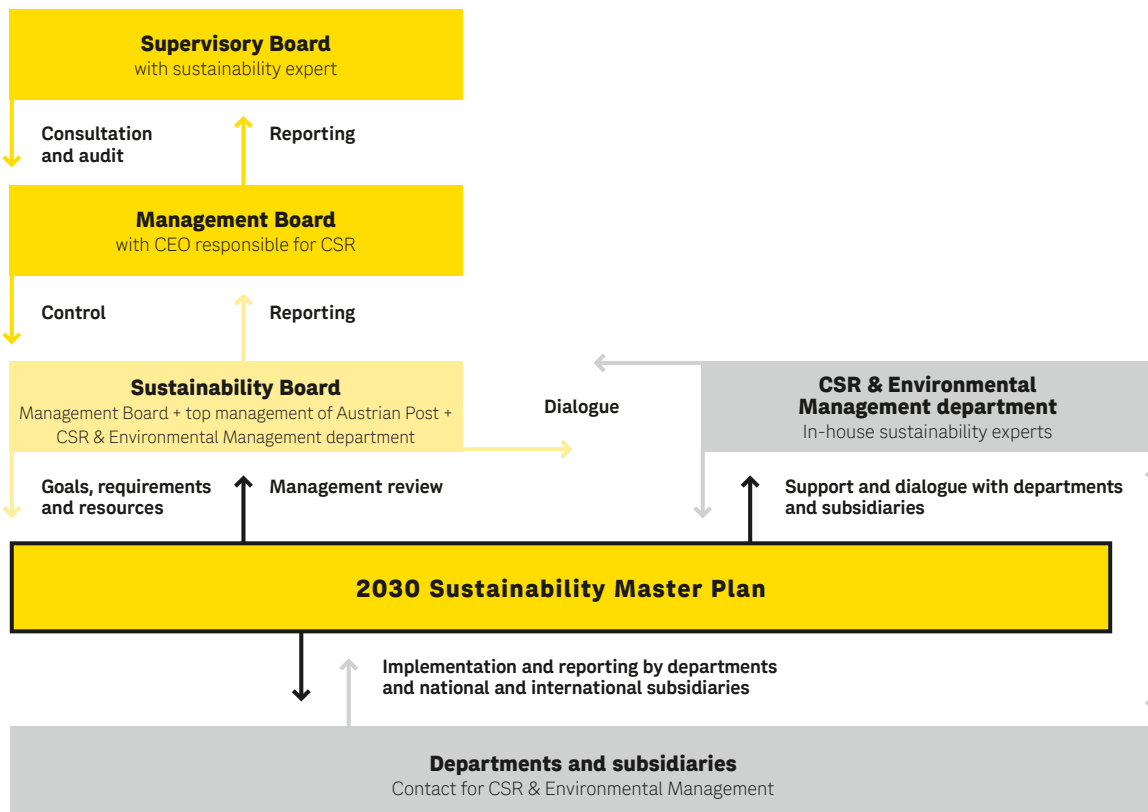 Supervisory Board
with sustainability expert
Consultation
and audit
Reporting
Management Board
with CEO responsible for CSR
Control
Reporting
Sustainability Board
Management Board + top management of Austrian Post +
CSR & Environmental Management department
Dialogue
CSR & Environmental
Management department
In-house sustainability experts
Goals, requirements
and resources
Management review
Support and dialogue with departments
and subsidiaries
2030 Sustainability Master Plan
Implementation and reporting by departments
and national and international subsidiaries
Departments and subsidiaries
Contact for CSR & Environmental Management